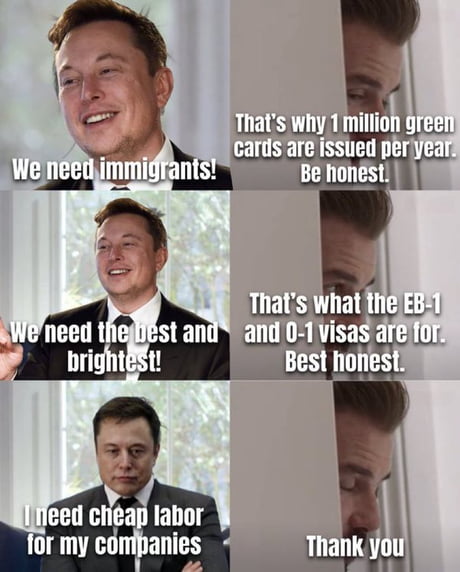 We need immigrants!
That's why 1 million green
cards are issued per year.
Be honest.
We need the best and
brightest!
That's what the EB-1
and O-1 visas are for.
Best honest.
I need cheap labor
for my companies
Thank you